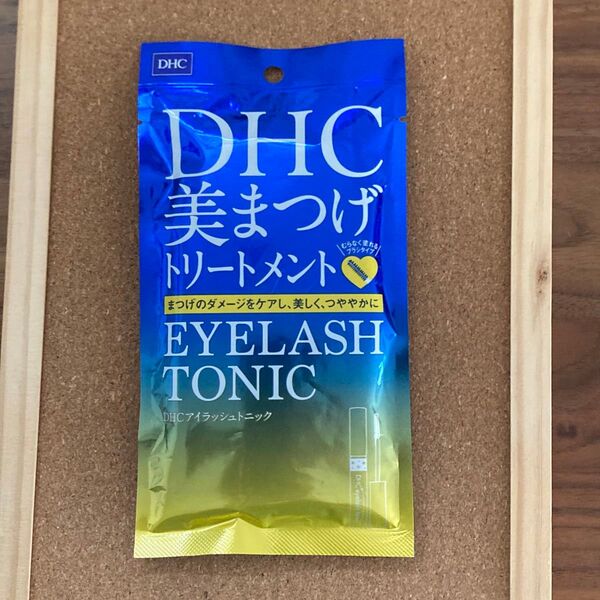 DHC
DHC
美まつげ
トリートメント
むらなく塗れる
ブラシタイプ
まつげのダメージをケアし、美しく、つややかに
EYELASH
TONIC
DHCアイラッシュトニック